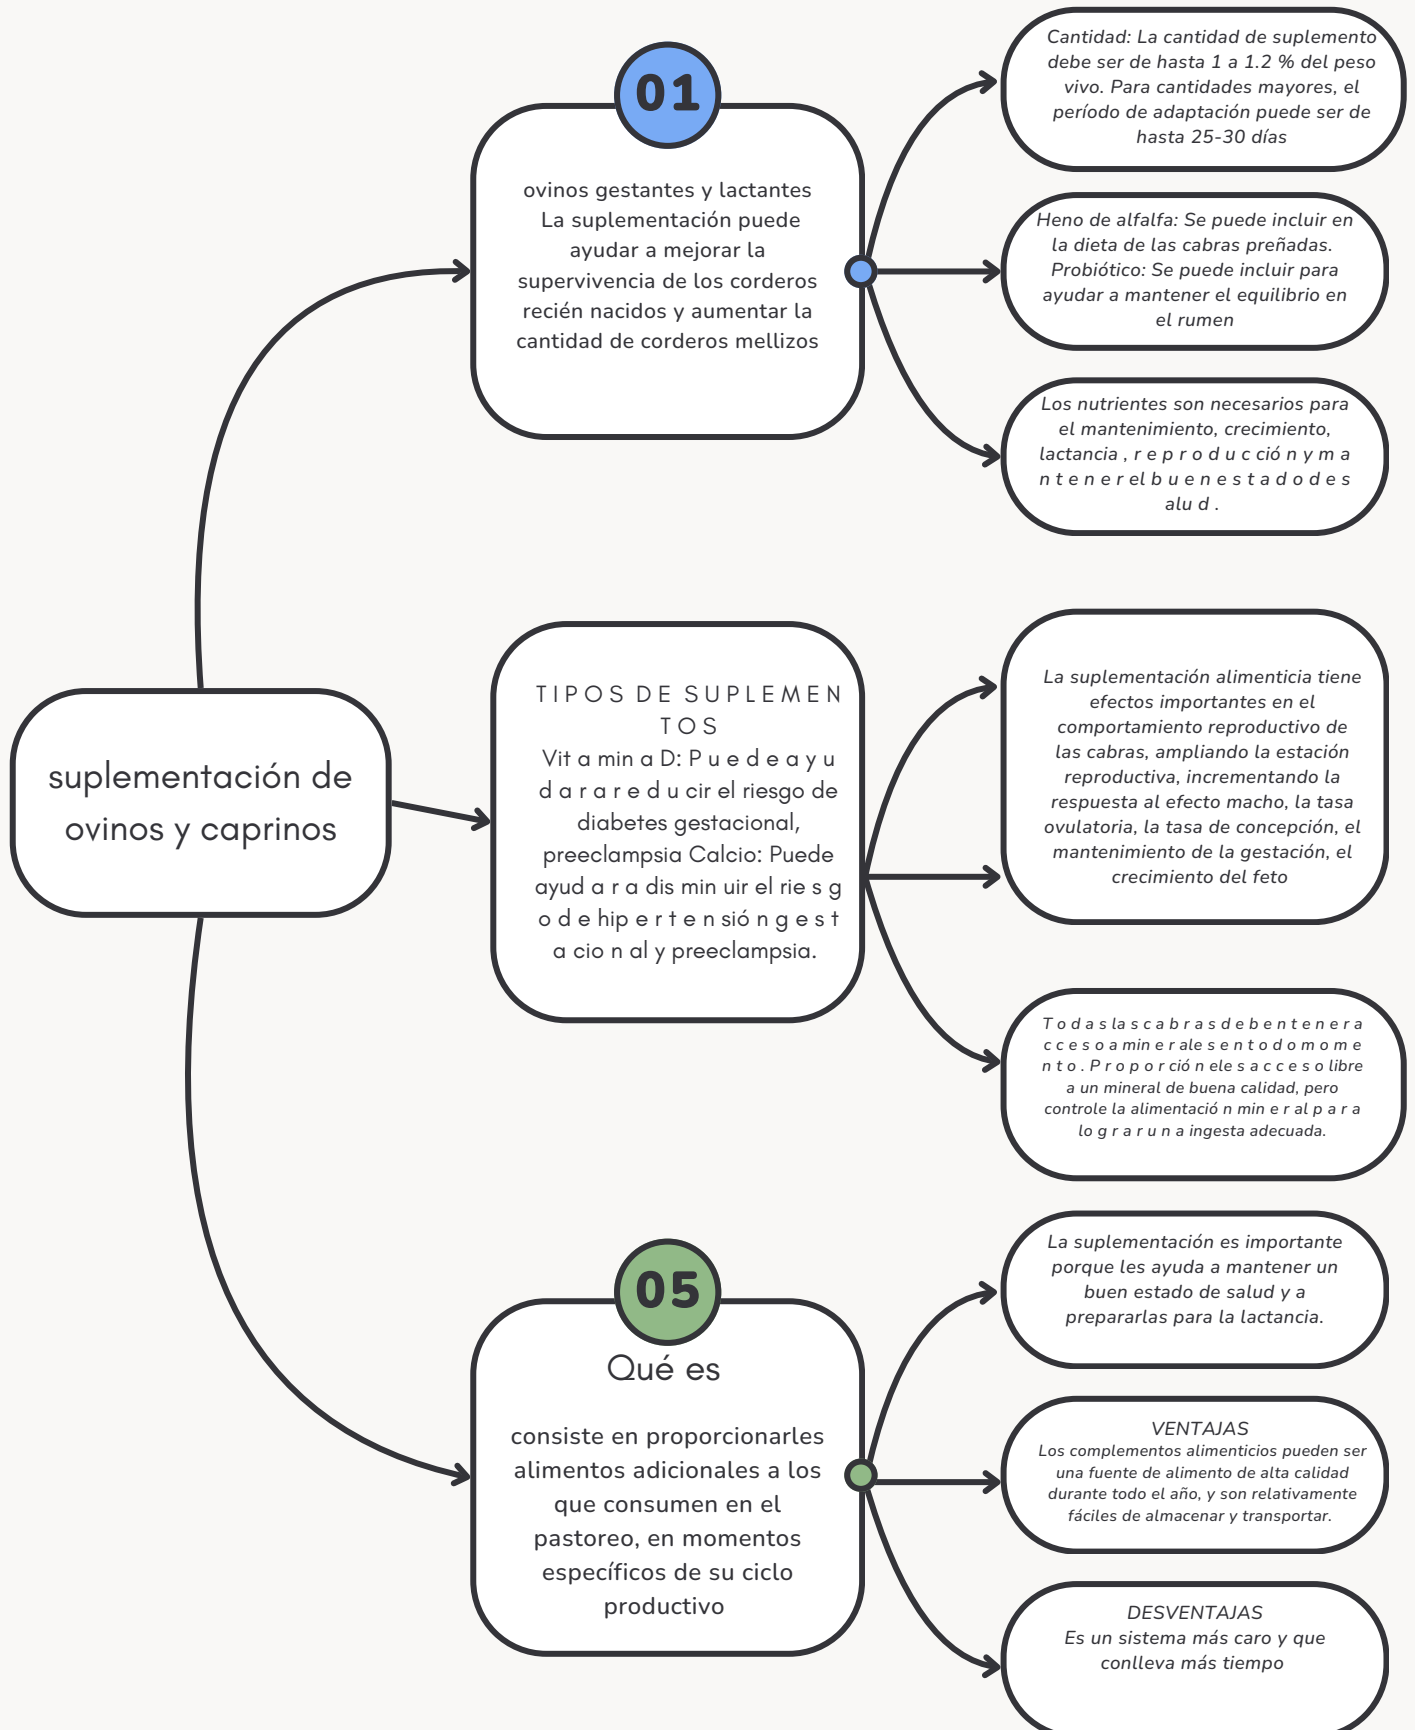 suplementación de
ovinos y caprinos
01
ovinos gestantes y lactantes
La suplementación puede
ayudar a mejorar la
supervivencia de los corderos
recién nacidos y aumentar la
cantidad de corderos mellizos
Cantidad: La cantidad de suplemento
debe ser de hasta 1 a 1.2 % del peso
vivo. Para cantidades mayores, el
período de adaptación puede ser de
hasta 25-30 días
Heno de alfalfa: Se puede incluir en
la dieta de las cabras preñadas.
Probiótico: Se puede incluir para
ayudar a mantener el equilibrio en
el rumen
Los nutrientes son necesarios para
el mantenimiento, crecimiento,
lactancia , r e p r o d u c ció n y m a
n t e n e r el b u e n e s t a d o d e s
alu d .
T I P O S D E S U P L E M E N
T O S
Vit a min a D: P u e d e a y u
d a r a r e d u cir el riesgo de
diabetes gestacional,
preeclampsia Calcio: Puede
ayud a r a dis min uir el rie s g
o d e hip e r t e n sió n g e s t
a cio n al y preeclampsia.
La suplementación alimenticia tiene
efectos importantes en el
comportamiento reproductivo de
las cabras, ampliando la estación
reproductiva, incrementando la
respuesta al efecto macho, la tasa
ovulatoria, la tasa de concepción, el
mantenimiento de la gestación, el
crecimiento del feto
T o d a s la s c a b r a s d e b e n t e n e r a
c c e s o a min e r ale s e n t o d o m o m e
n t o . P r o p o r ció n ele s a c c e s o libre
a un mineral de buena calidad, pero
controle la alimentació n min e r al p a r a
lo g r a r u n a ingesta adecuada.
05
Qué es
consiste en proporcionarles
alimentos adicionales a los
que consumen en el
pastoreo, en momentos
específicos de su ciclo
productivo
La suplementación es importante
porque les ayuda a mantener un
buen estado de salud y a
prepararlas para la lactancia.
VENTAJAS
Los complementos alimenticios pueden ser
una fuente de alimento de alta calidad
durante todo el año, y son relativamente
fáciles de almacenar y transportar.
DESVENTAJAS
Es un sistema más caro y que
conlleva más tiempo